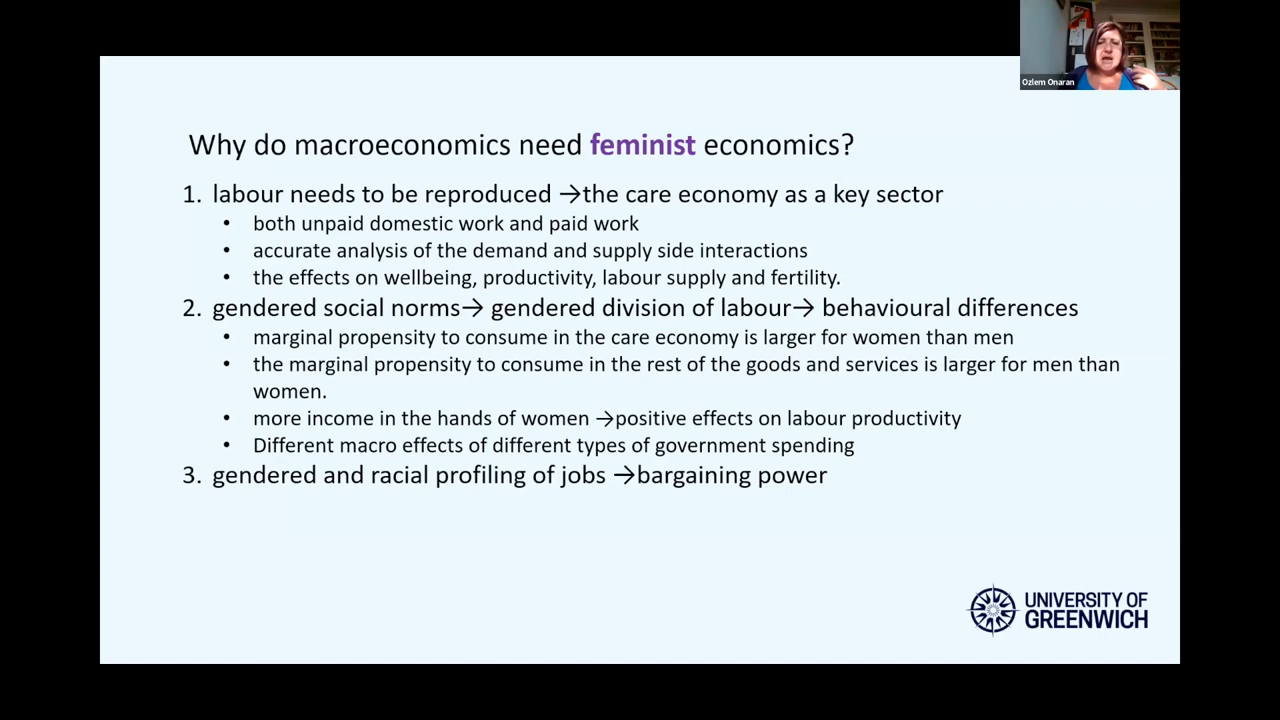 Ozlem Onaran
Why do macroeconomics need feminist economics?
1. labour needs to be reproduced →the care economy as a key sector
• both unpaid domestic work and paid work
• accurate analysis of the demand and supply side interactions
• the effects on wellbeing, productivity, labour supply and fertility.
2. gendered social norms→ gendered division of labour→ behavioural differences
• marginal propensity to consume in the care economy is larger for women than men
• the marginal propensity to consume in the rest of the goods and services is larger for men than
women.
• more income in the hands of women →positive effects on labour productivity
• Different macro effects of different types of government spending
3. gendered and racial profiling of jobs →bargaining power
UNIVERSITY OF
GREENWICH